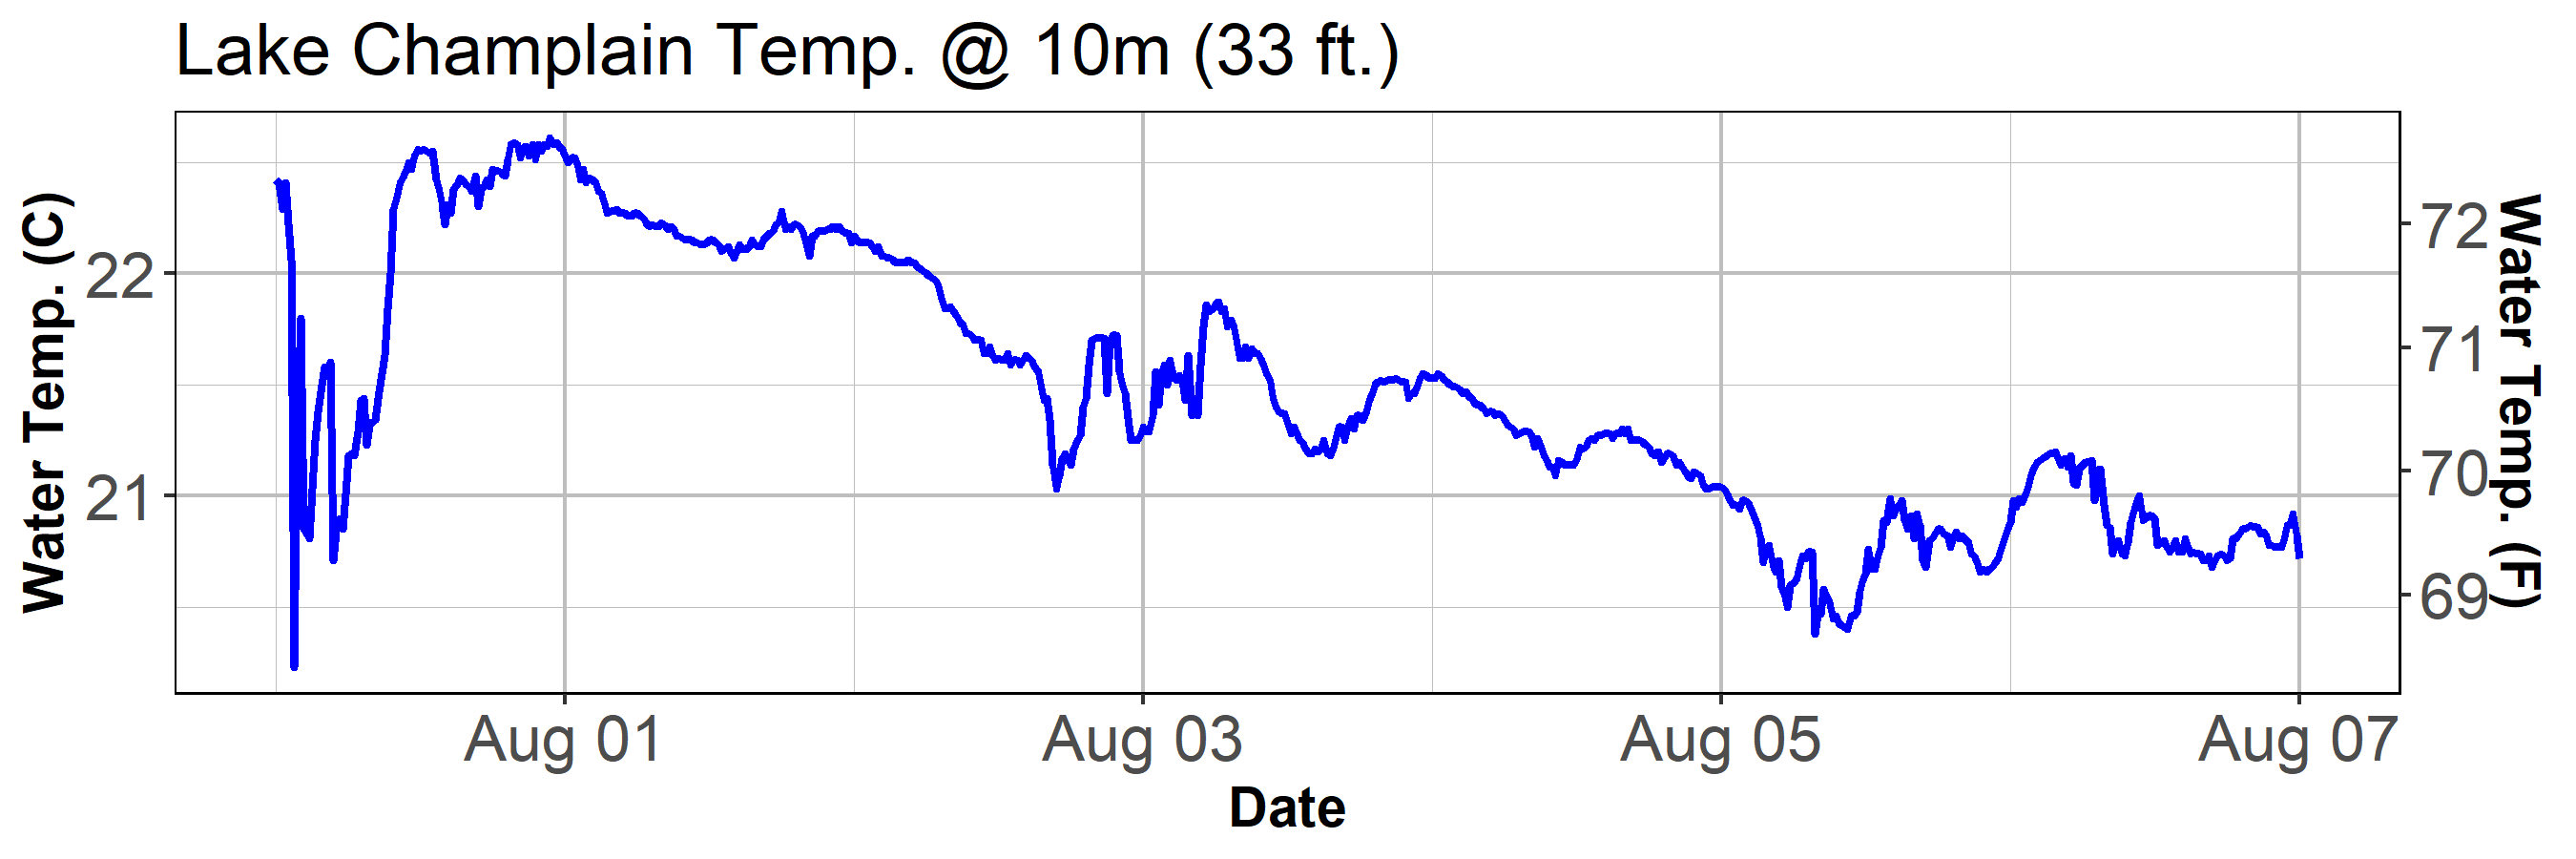 Lake Champlain Temp. @ 10m (33 ft.)
Water Temp. (C)
22
21
72
71
70
69
Water Temp. (F)
Aug 01
Aug 03
Aug 05
Aug 07
Date